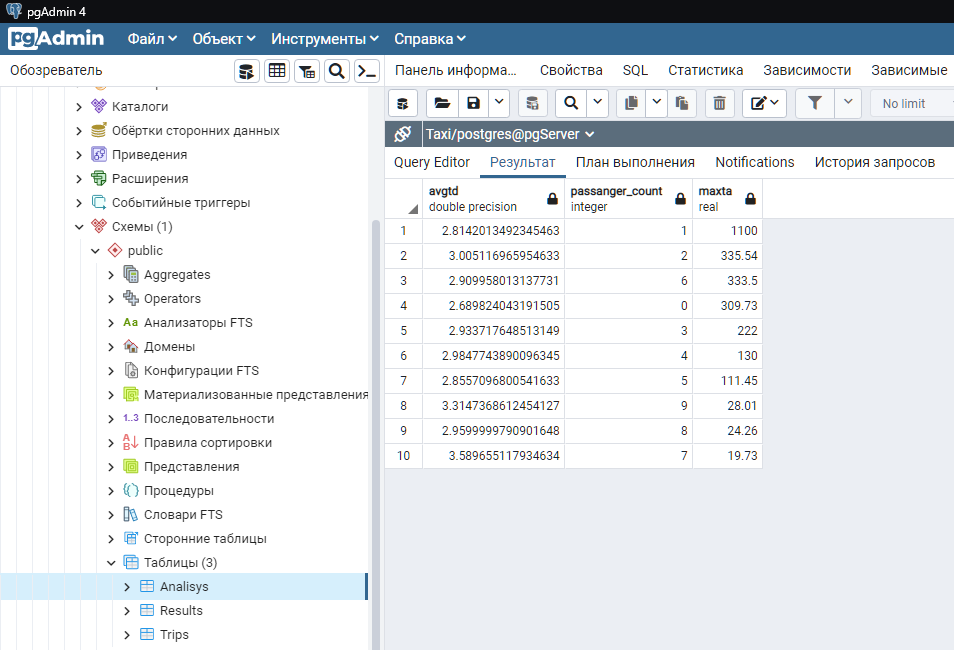 pgAdmin 4
pgAdmin Файл Объект Инструменты Справка
Обозреватель
Каталоги
Обёртки сторонних данных
Приведения
Расширения
Событийные триггеры
Схемы (1)
public
Aggregates
Operators
Aa Анализаторы FTS
Домены
Конфигурации FTS
Материализованные представления
1..3 Последовательности
Правила сортировки
Представления
Процедуры
Словари FTS
Сторонние таблицы
Таблицы (3)
Analisys
Results
Trips
Панель информа... Свойства SQL Статистика Зависимости Зависимые
No limit
Taxi/postgres@pgServer
Query Editor Результат План выполнения Notifications История запросов
avgtd passanger_count maxta
double precision integer real
1 2.8142013492345463 1 1100
2 3.005116965954633 2 335.54
3 2.909958013137731 6 333.5
4 2.689824043191505 0 309.73
5 2.933717648513149 3 222
6 2.9847743890096345 4 130
7 2.8557096800541633 5 111.45
8 3.3147368612454127 9 28.01
9 2.9599999790901648 8 24.26
10 3.589655117934634 7 19.73